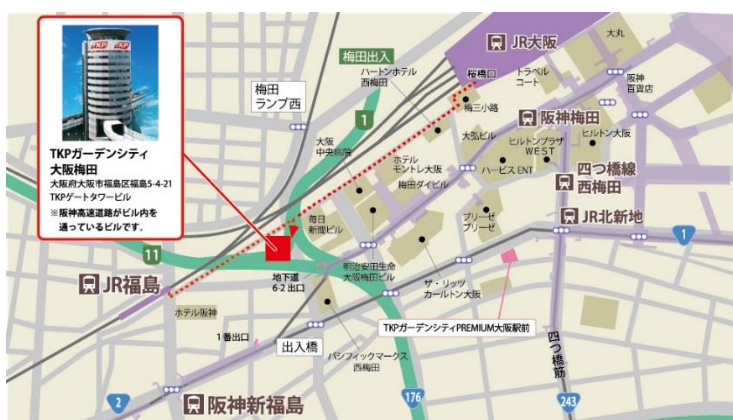 TKP
TKP
TKPガーデンシティ
大阪梅田
大阪府大阪市福島区福島5-4-21
TKPゲートタワービル
※阪神高速道路がビル内を
通っているビルです。
梅田
ランプ西
梅田出入
ハートンホテル
西梅田
JR大阪
桜橋口
トラベル
コート
大丸
阪神
百貨店
梅三小路
阪神梅田
大弘ビル
ヒルトンプラザ
WEST
ヒルトン大阪
1
大阪
中央病院
ホテル
モントレ大阪
ハービス ENT
梅田ダイビル
四つ橋線
西梅田
ブリーゼ
ブリーゼ
JR北新地
1
毎日
新聞ビル
11
JR福島
地下道
6-2 出口
明治安田生命
大阪梅田ビル
ザ・リッツ
カールトン大阪
TKPガーデンシティPREMIUM大阪駅前
ホテル阪神
1番出口
出入橋
パシフィックマークス
西梅田
四つ橋筋
2
阪神新福島
176
243